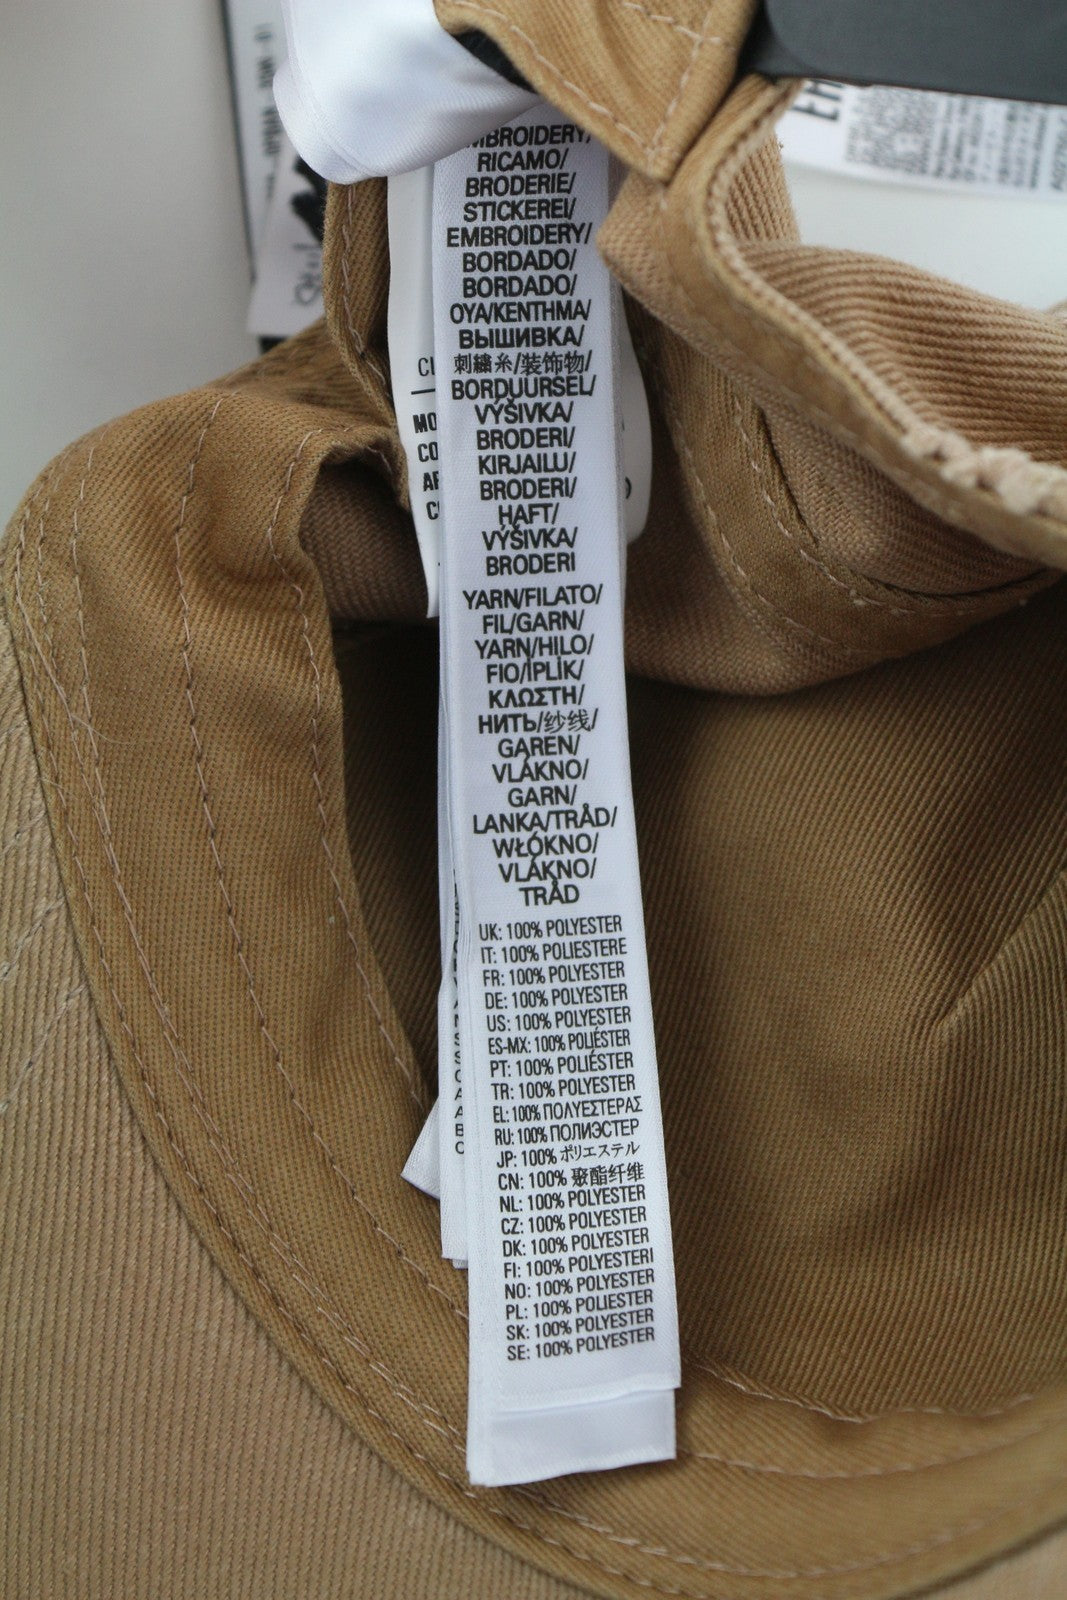 EMBROIDERY/
RICAMO/
BRODERIE/
STICKEREI/
EMBROIDERY/
BORDADO/
BORDADO/
OYA/KENTHMA/
ВЫШИВКА/
刺繡糸/装饰物/
BORDUURSEL/
VÝŠIVKA/
BRODERI/
KIRJAILU/
BRODERI/
HAFT/
VÝŠIVKA/
BRODERI
YARN/FILATO/
FIL/GARN/
YARN/HILO/
FIO/İPLİK/
ΚΛΩΣΤΗ/
НИТЬ/纱线/
GAREN/
VLÁKNO/
GARN/
LANKA/TRÅD/
WŁÓKNO/
VLÁKNO/
TRÅD
UK: 100% POLYESTER
IT: 100% POLIESTERE
FR: 100% POLYESTER
DE: 100% POLYESTER
US: 100% POLYESTER
ES-MX: 100% POLIÉSTER
PT: 100% POLIÉSTER
TR: 100% POLYESTER
EL: 100% ΠΟΛΥΕΣΤΕΡΑΣ
RU: 100% ПОЛИЭСТЕР
JP: 100% ポリエステル
CN: 100% 聚酯纤维
NL: 100% POLYESTER
CZ: 100% POLYESTER
DK: 100% POLYESTER
FI: 100% POLYESTERI
NO: 100% POLYESTER
PL: 100% POLIESTER
SK: 100% POLYESTER
SE: 100% POLYESTER